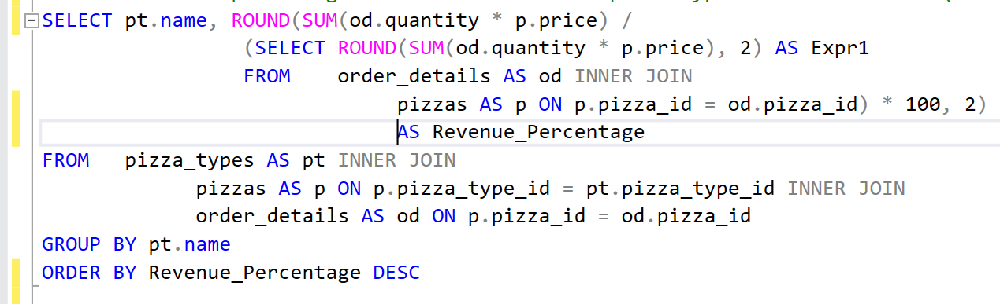 SELECT pt.name, ROUND(SUM(od.quantity * p.price) /
(SELECT ROUND(SUM(od.quantity * p.price), 2) AS Expr1
FROM order_details AS od INNER JOIN
pizzas AS p ON p.pizza_id = od.pizza_id) * 100, 2)
AS Revenue_Percentage
FROM pizza_types AS pt INNER JOIN
pizzas AS p ON p.pizza_type_id = pt.pizza_type_id INNER JOIN
order_details AS od ON p.pizza_id = od.pizza_id
GROUP BY pt.name
ORDER BY Revenue_Percentage DESC